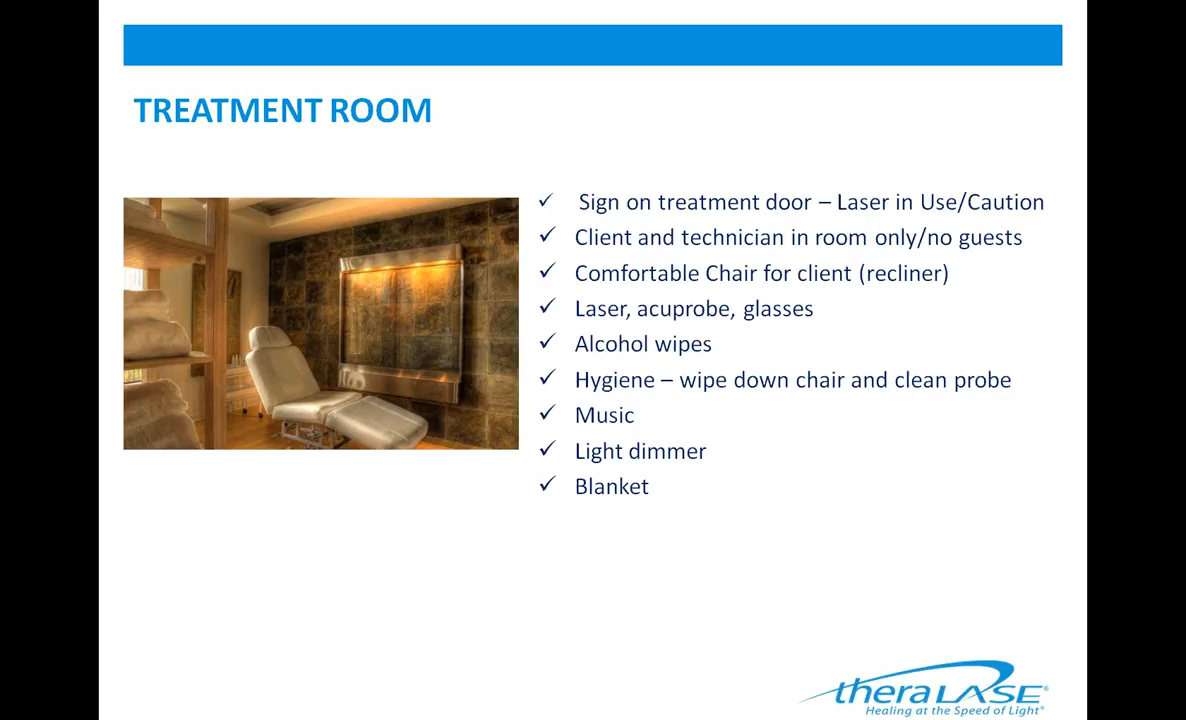 TREATMENT ROOM
✓ Sign on treatment door – Laser in Use/Caution
✓ Client and technician in room only/no guests
✓ Comfortable Chair for client (recliner)
✓ Laser, acuprobe, glasses
✓ Alcohol wipes
✓ Hygiene – wipe down chair and clean probe
✓ Music
✓ Light dimmer
✓ Blanket
theraLASE®
Healing at the Speed of Light®